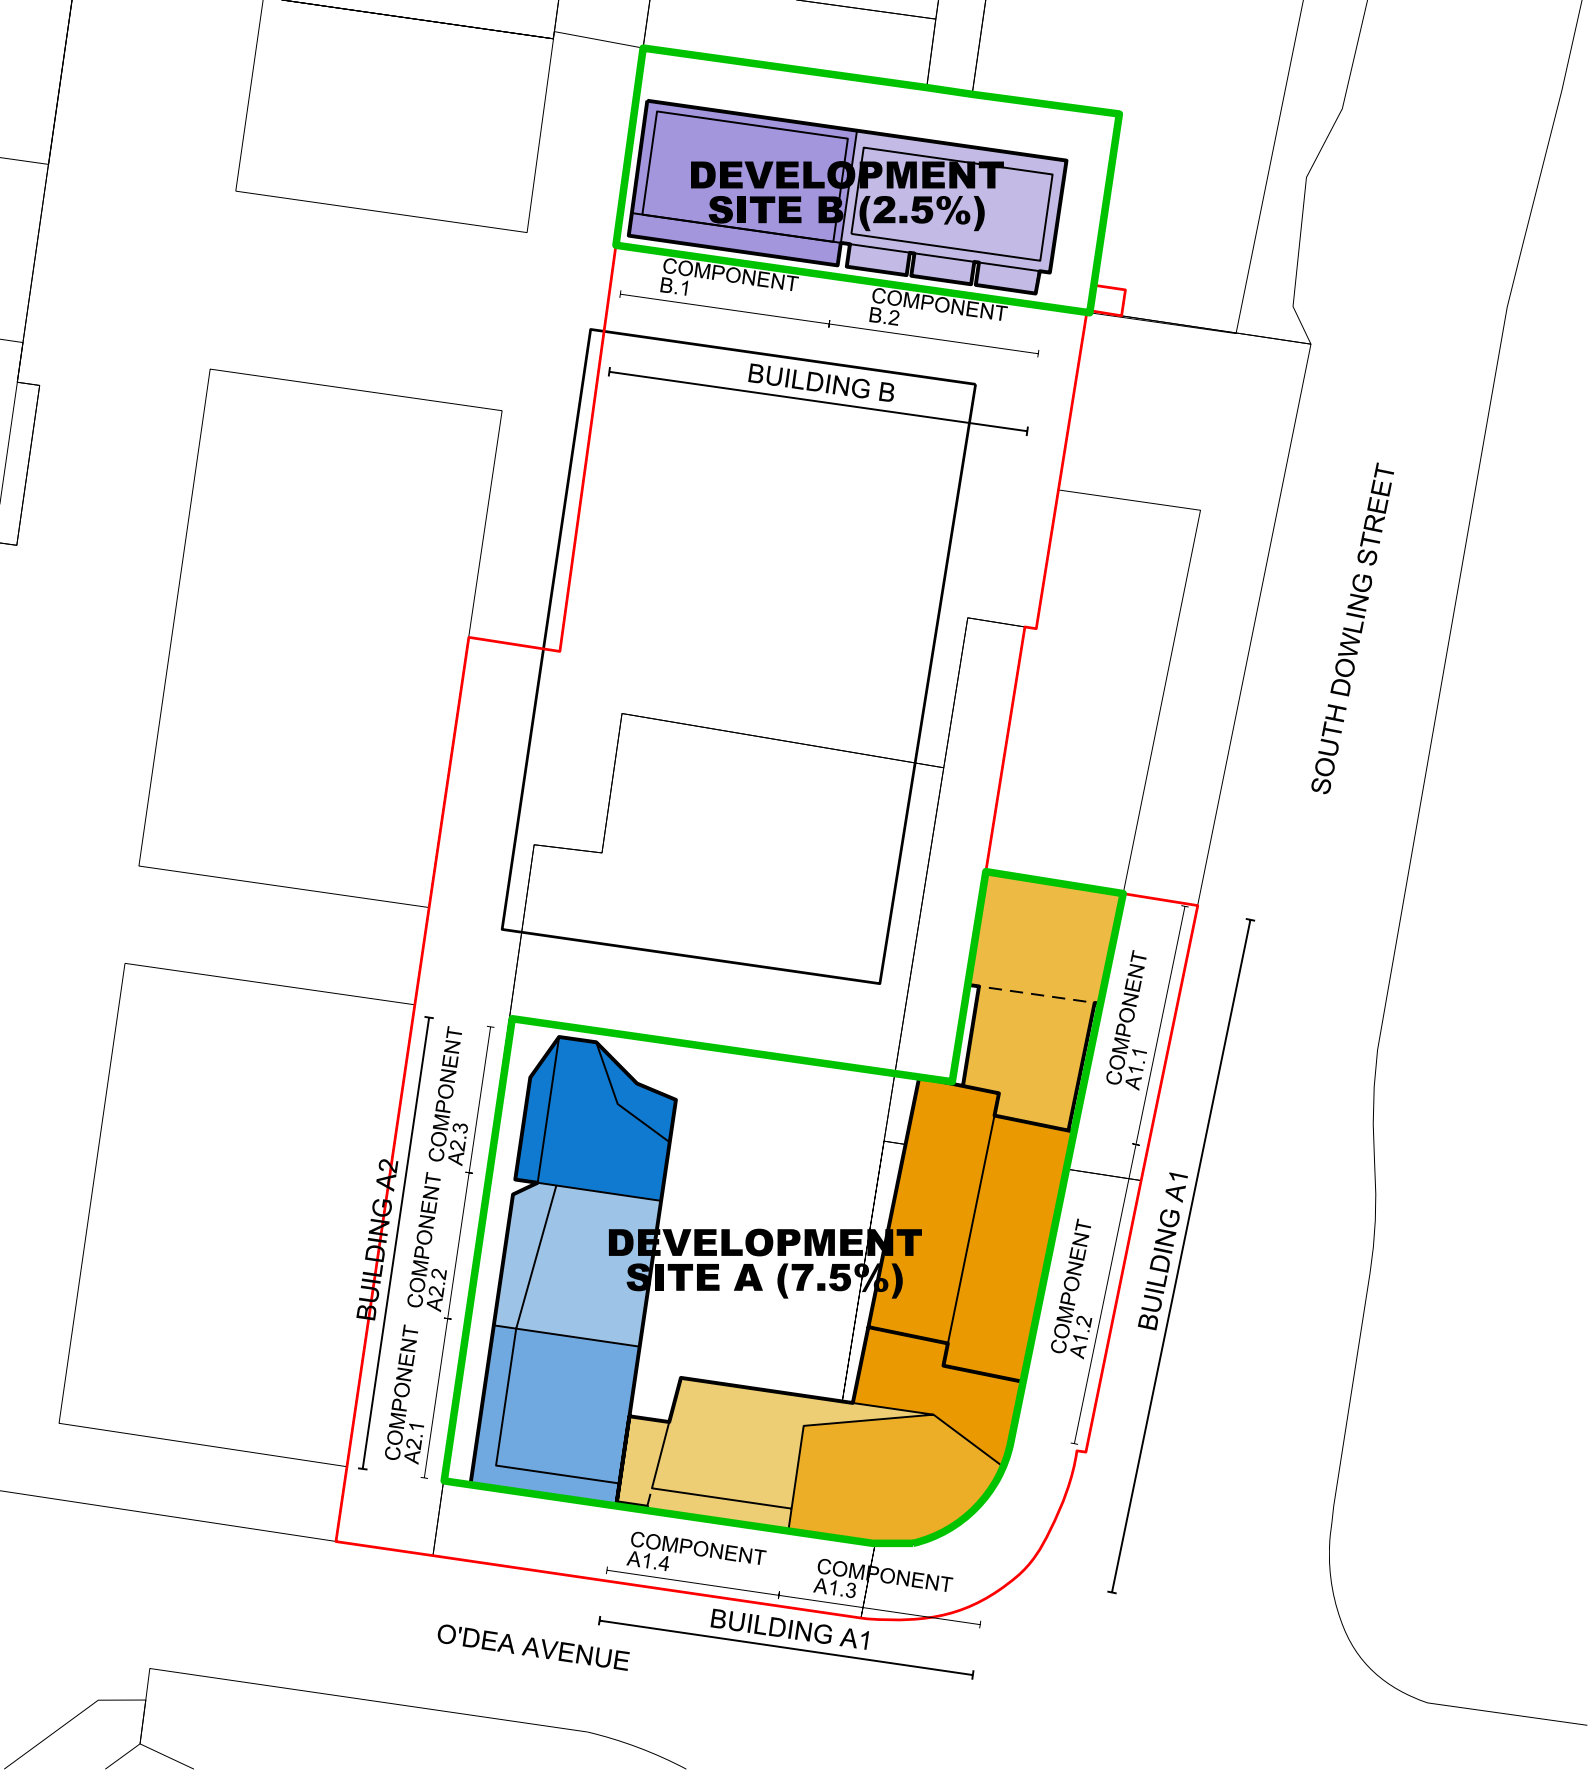 DEVELOPMENT
SITE B (2.5%)
COMPONENT
B.1
COMPONENT
B.2
BUILDING B
SOUTH DOWLING STREET
COMPONENT
A1.1
BUILDING A1
COMPONENT
A1.2
COMPONENT
A2.3
BUILDING A2
COMPONENT
A2.2
COMPONENT
A2.1
DEVELOPMENT
SITE A (7.5%)
COMPONENT
A1.4
COMPONENT
A1.3
BUILDING A1
O'DEA AVENUE